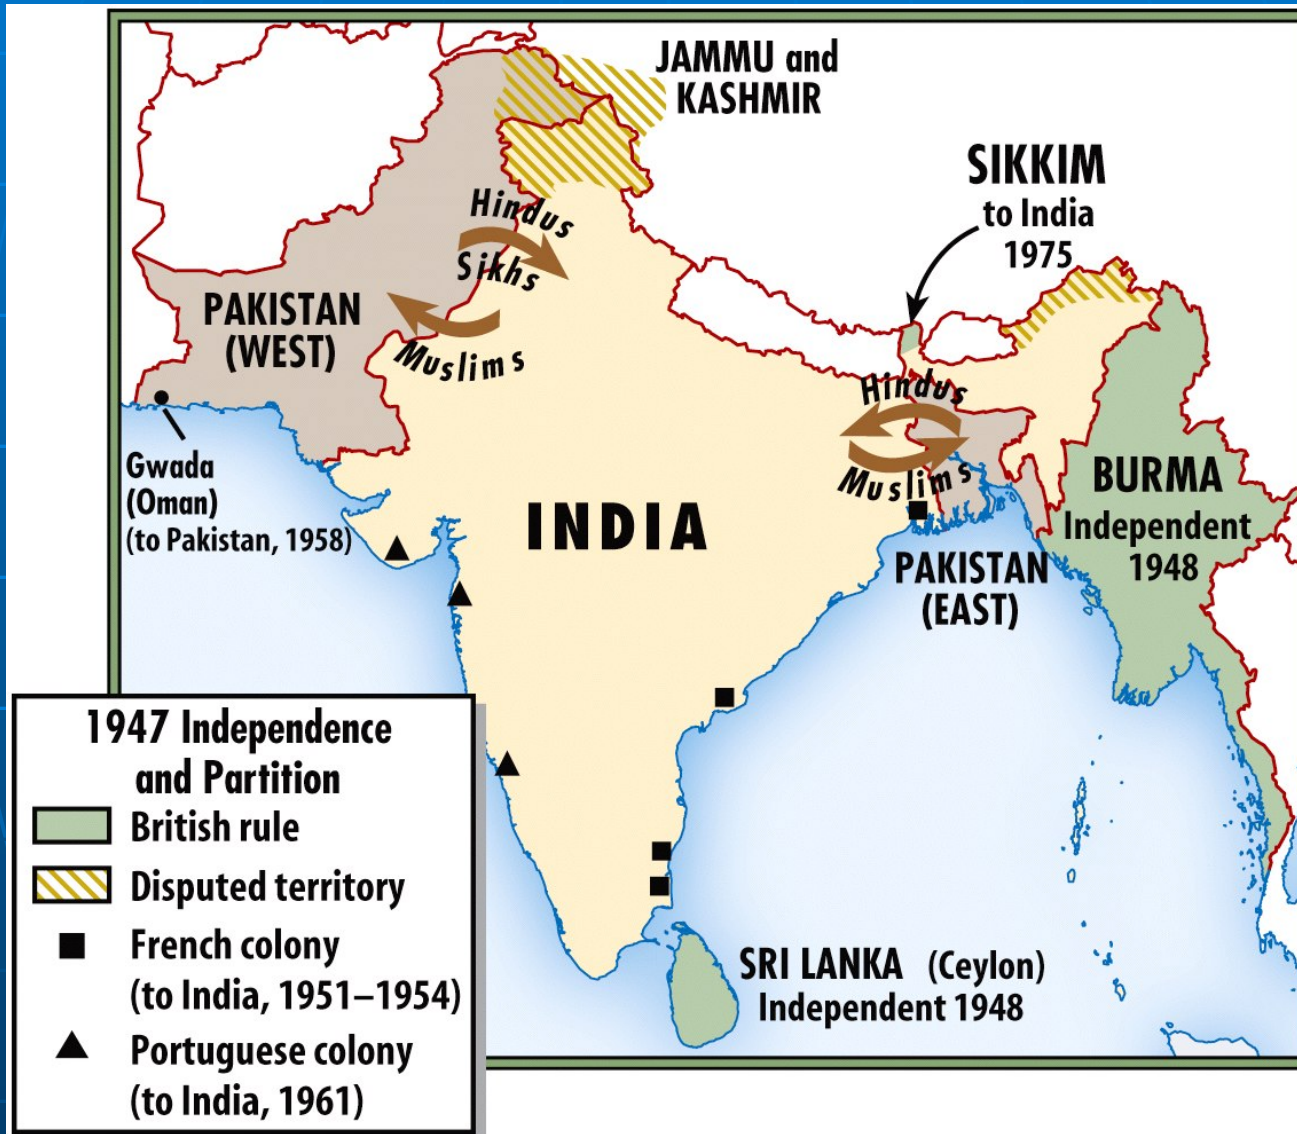 JAMMU and
KASHMIR
SIKKIM
to India
1975
Hindus
Sikhs
Muslims
PAKISTAN
(WEST)
Gwada
(Oman)
(to Pakistan, 1958)
INDIA
Hindus
Muslims
PAKISTAN
(EAST)
BURMA
Independent
1948
SRI LANKA (Ceylon)
Independent 1948
1947 Independence
and Partition
British rule
Disputed territory
French colony
(to India, 1951–1954)
Portuguese colony
(to India, 1961)